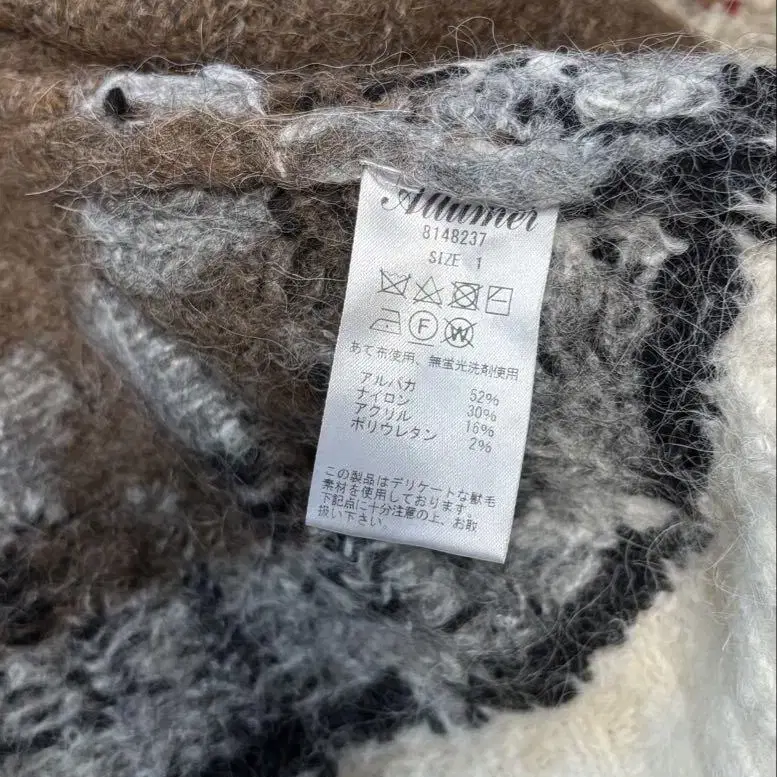 Allumer
8148237
SIZE 1
F W
あて布使用、無蛍光洗剤使用
アルパカ 52%
ナイロン 30%
アクリル 16%
ポリウレタン 2%
この製品はデリケートな獣毛
素材を使用しております。
下記点に十分注意の上、お取
扱い下さい。